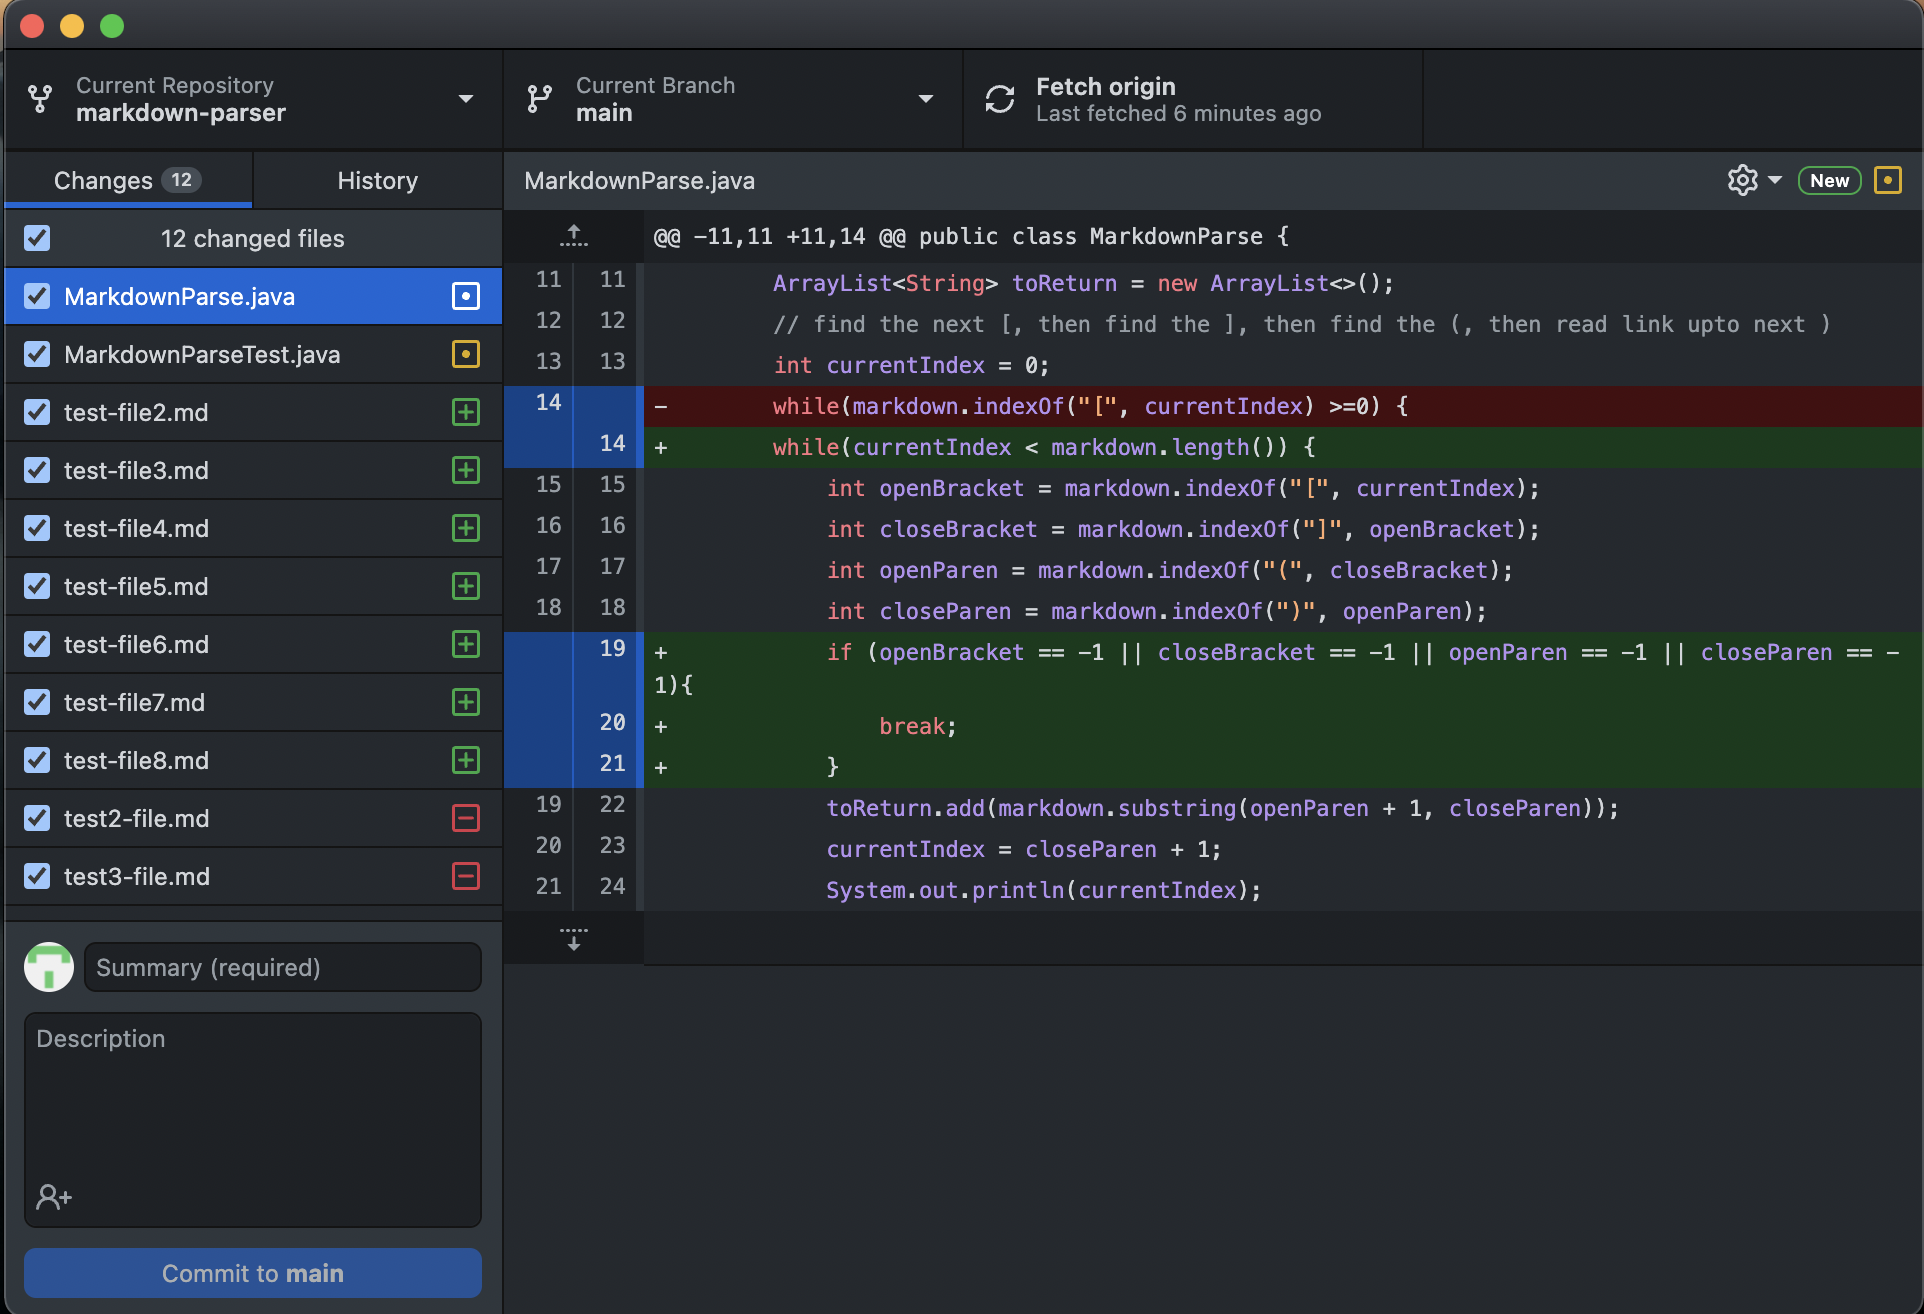 Current Repository
markdown-parser
Current Branch
main
Fetch origin
Last fetched 6 minutes ago
Changes 12
History
12 changed files
MarkdownParse.java
MarkdownParseTest.java
test-file2.md
test-file3.md
test-file4.md
test-file5.md
test-file6.md
test-file7.md
test-file8.md
test2-file.md
test3-file.md
Summary (required)
Description
Commit to main
MarkdownParse.java
New
@@ -11,11 +11,14 @@ public class MarkdownParse {
11 11 ArrayList<String> toReturn = new ArrayList<>();
12 12 // find the next [, then find the ], then find the (, then read link upto next )
13 13 int currentIndex = 0;
14 - while(markdown.indexOf("[", currentIndex) >=0) {
14 + while(currentIndex < markdown.length()) {
15 15 int openBracket = markdown.indexOf("[", currentIndex);
16 16 int closeBracket = markdown.indexOf("]", openBracket);
17 17 int openParen = markdown.indexOf("(", closeBracket);
18 18 int closeParen = markdown.indexOf(")", openParen);
19 + if (openBracket == -1 || closeBracket == -1 || openParen == -1 || closeParen == -
1){
20 + break;
21 + }
19 22 toReturn.add(markdown.substring(openParen + 1, closeParen));
20 23 currentIndex = closeParen + 1;
21 24 System.out.println(currentIndex);